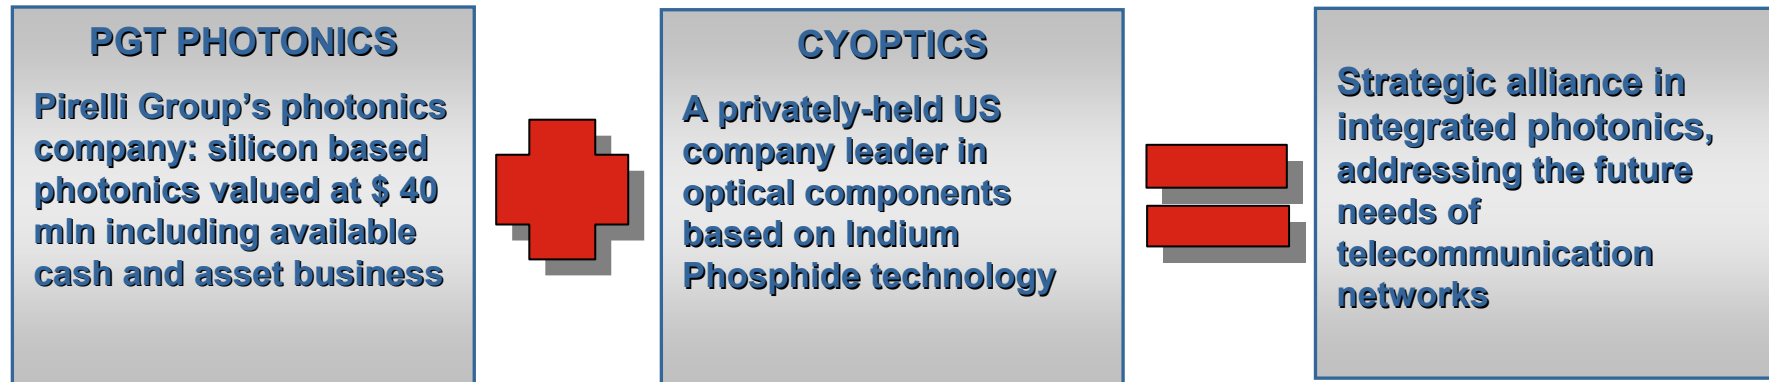 PGT PHOTONICS
Pirelli Group’s photonics
company: silicon based
photonics valued at $ 40
mln including available
cash and asset business
CYOPTICS
A privately-held US
company leader in
optical components
based on Indium
Phosphide technology
Strategic alliance in
integrated photonics,
addressing the future
needs of
telecommunication
networks